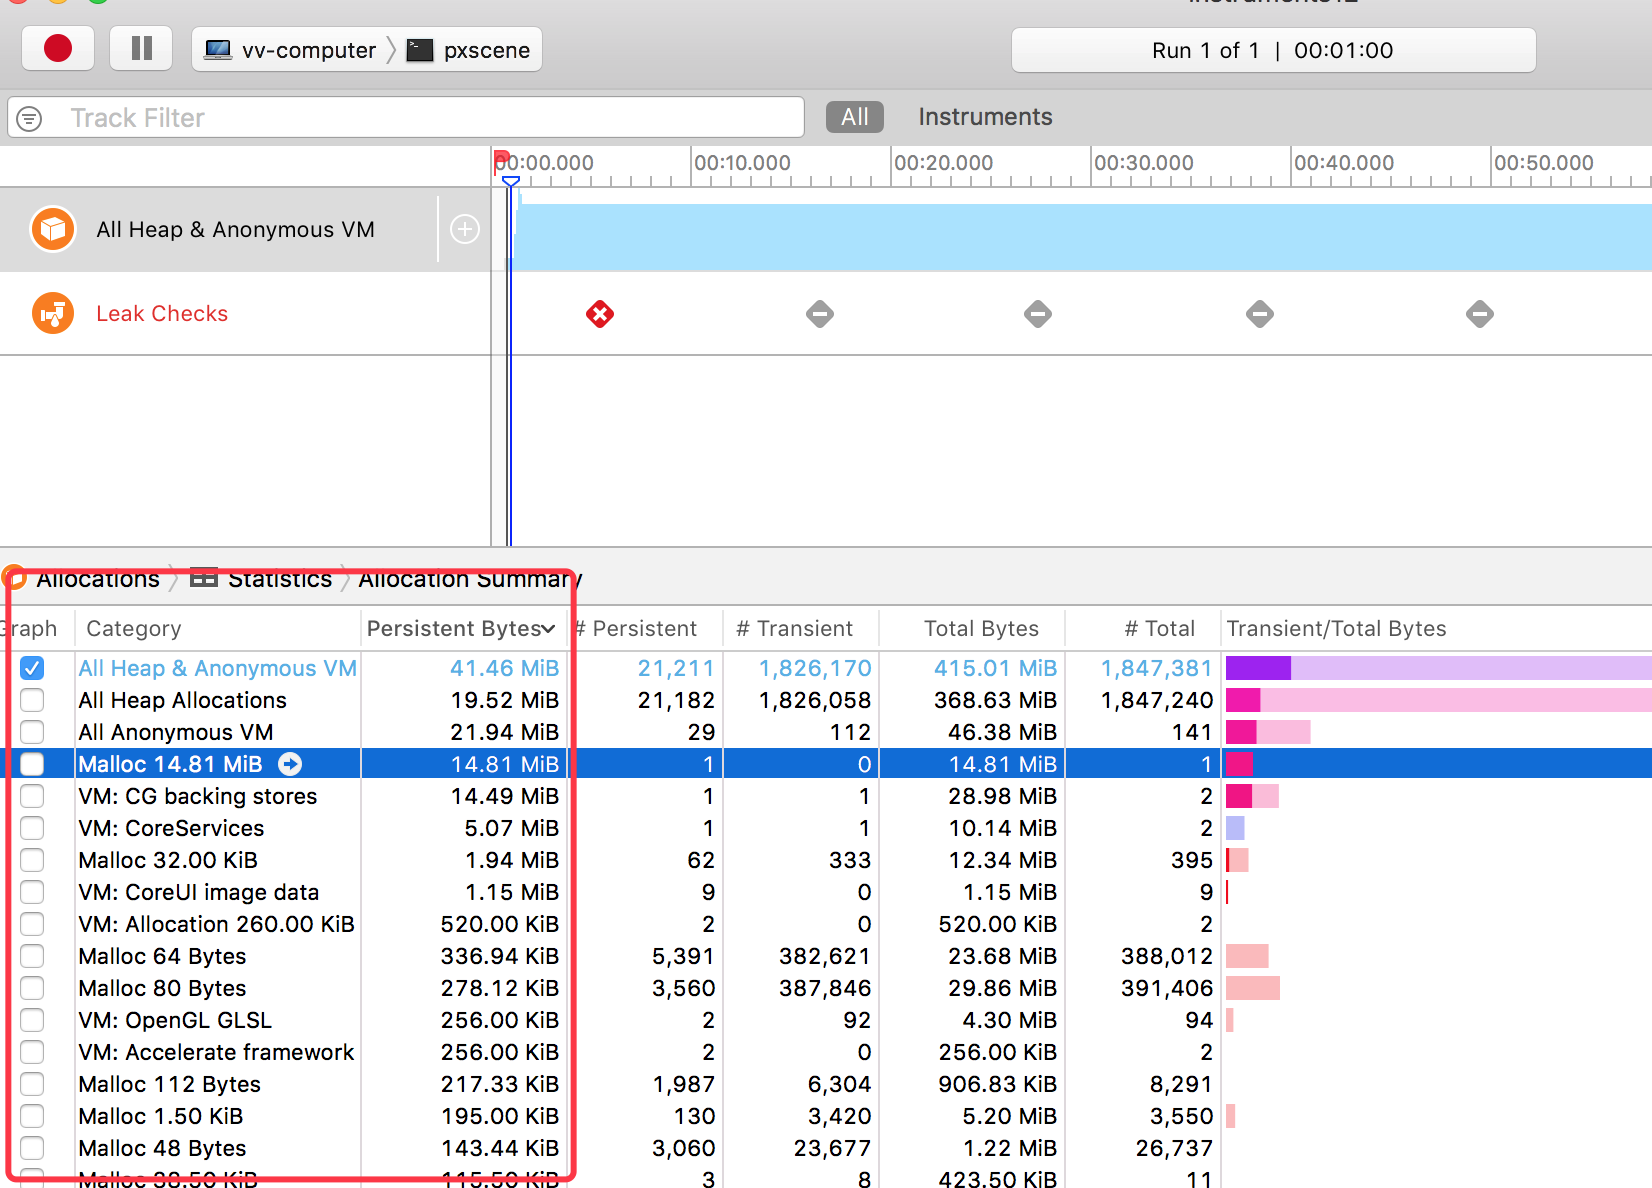 vv-computer pxscene Run 1 of 1 | 00:01:00
Track Filter All Instruments
00:00.000 00:10.000 00:20.000 00:30.000 00:40.000 00:50.000
All Heap & Anonymous VM
Leak Checks
Allocations Statistics Allocation Summary
Graph Category Persistent Bytes # Persistent # Transient Total Bytes # Total Transient/Total Bytes
All Heap & Anonymous VM 41.46 MiB 21,211 1,826,170 415.01 MiB 1,847,381
All Heap Allocations 19.52 MiB 21,182 1,826,058 368.63 MiB 1,847,240
All Anonymous VM 21.94 MiB 29 112 46.38 MiB 141
Malloc 14.81 MiB 14.81 MiB 1 0 14.81 MiB 1
VM: CG backing stores 14.49 MiB 1 1 28.98 MiB 2
VM: CoreServices 5.07 MiB 1 1 10.14 MiB 2
Malloc 32.00 KiB 1.94 MiB 62 333 12.34 MiB 395
VM: CoreUI image data 1.15 MiB 9 0 1.15 MiB 9
VM: Allocation 260.00 KiB 520.00 KiB 2 0 520.00 KiB 2
Malloc 64 Bytes 336.94 KiB 5,391 382,621 23.68 MiB 388,012
Malloc 80 Bytes 278.12 KiB 3,560 387,846 29.86 MiB 391,406
VM: OpenGL GLSL 256.00 KiB 2 92 4.30 MiB 94
VM: Accelerate framework 256.00 KiB 2 0 256.00 KiB 2
Malloc 112 Bytes 217.33 KiB 1,987 6,304 906.83 KiB 8,291
Malloc 1.50 KiB 195.00 KiB 130 3,420 5.20 MiB 3,550
Malloc 48 Bytes 143.44 KiB 3,060 23,677 1.22 MiB 26,737
Malloc 38.50 KiB 115.50 KiB 3 8 423.50 KiB 11